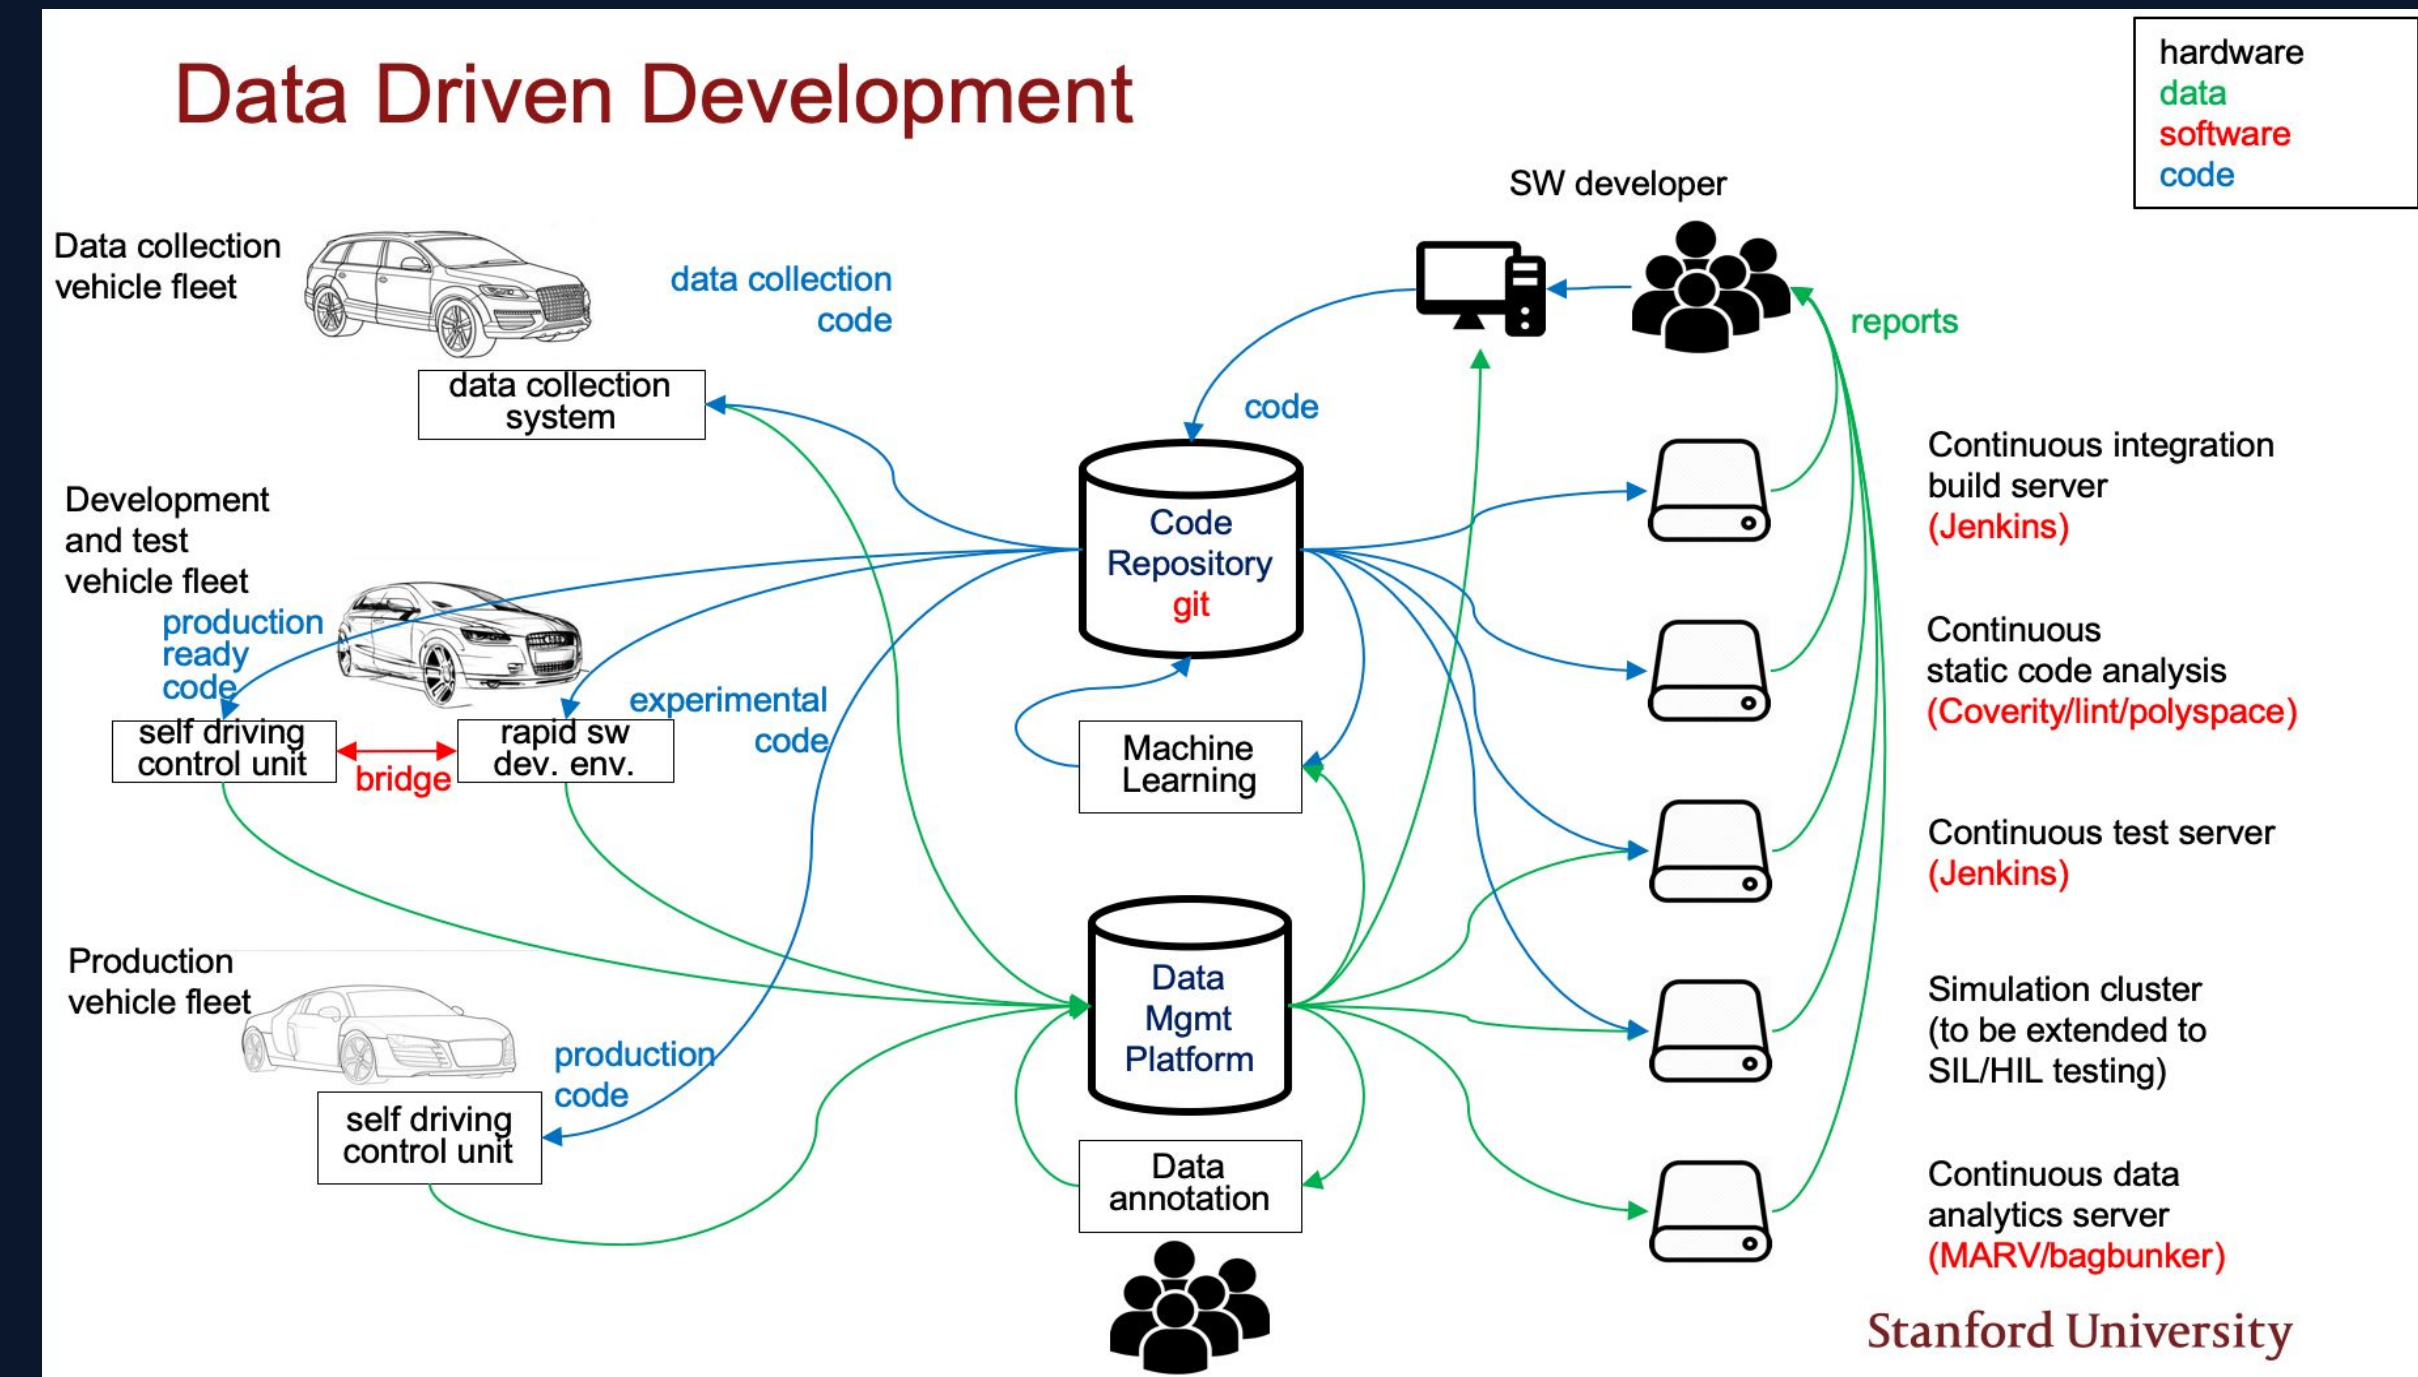 Data Driven Development
hardware
data
software
code
SW developer
Data collection
vehicle fleet
data collection
code
reports
data collection
system
code
Development
and test
vehicle fleet
production
ready
code
experimental
code
self driving
control unit
bridge
rapid sw
dev. env.
Code
Repository
git
Machine
Learning
Continuous integration
build server
(Jenkins)
Continuous
static code analysis
(Coverity/lint/polyspace)
Continuous test server
(Jenkins)
Production
vehicle fleet
production
code
self driving
control unit
Data
Mgmt
Platform
Data
annotation
Simulation cluster
(to be extended to
SIL/HIL testing)
Continuous data
analytics server
(MARV/bagbunker)
Stanford University